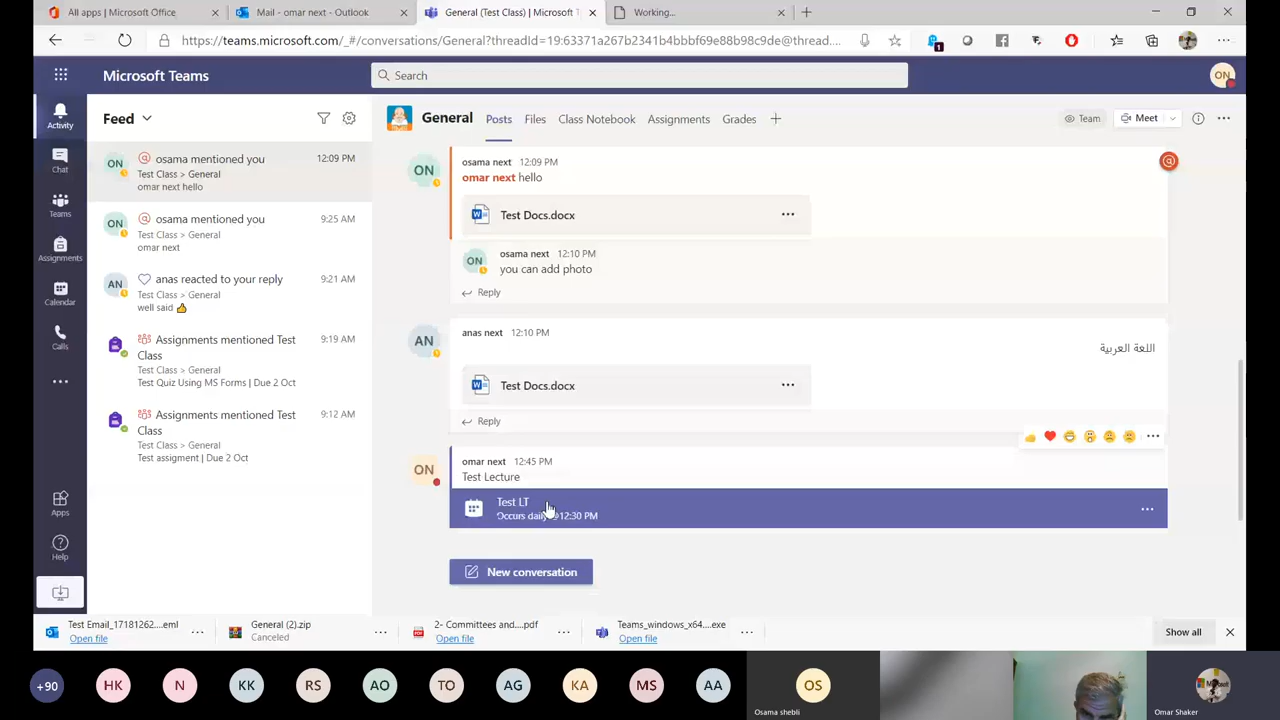 All apps | Microsoft Office
Mail - omar next - Outlook
General (Test Class) | Microsoft T
Working...
https://teams.microsoft.com/_#/conversations/General?threadId=19:63371a267b2341b4bbbf69e88b98c9de@thread....
1
Microsoft Teams
Search
ON
Activity
Chat
Teams
Assignments
Calendar
Calls
Apps
Help
Feed
ON
osama mentioned you
12:09 PM
Test Class > General
omar next hello
ON
osama mentioned you
9:25 AM
Test Class > General
omar next
AN
anas reacted to your reply
9:21 AM
Test Class > General
well said 👍
Assignments mentioned Test
Class
9:19 AM
Test Class > General
Test Quiz Using MS Forms | Due 2 Oct
Assignments mentioned Test
Class
9:12 AM
Test Class > General
Test assigment | Due 2 Oct
General
Posts
Files
Class Notebook
Assignments
Grades
Team
Meet
ON
osama next 12:09 PM
omar next hello
Test Docs.docx
ON
osama next 12:10 PM
you can add photo
Reply
AN
anas next 12:10 PM
اللغة العربية
Test Docs.docx
Reply
ON
omar next 12:45 PM
Test Lecture
Test LT
Occurs daily @12:30 PM
New conversation
Test Email_17181262....eml
Open file
General (2).zip
Canceled
2- Committees and....pdf
Open file
Teams_windows_x64....exe
Open file
Show all
+90
HK
N
KK
RS
AO
TO
AG
KA
MS
AA
OS
Osama shebli
Omar Shaker